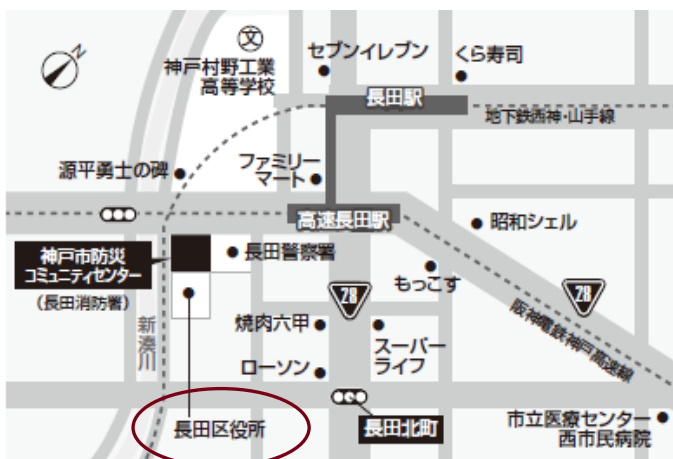 N
文
神戸村野工業
高等学校
セブンイレブン
くら寿司
長田駅
地下鉄西神・山手線
源平勇士の碑
ファミリー
マート
高速長田駅
昭和シェル
神戸市防災
コミュニティセンター
(長田消防署)
長田警察署
もっこす
28
28
阪神電鉄神戸高速線
新湊川
焼肉六甲
スーパー
ライフ
ローソン
長田区役所
長田北町
市立医療センター
西市民病院